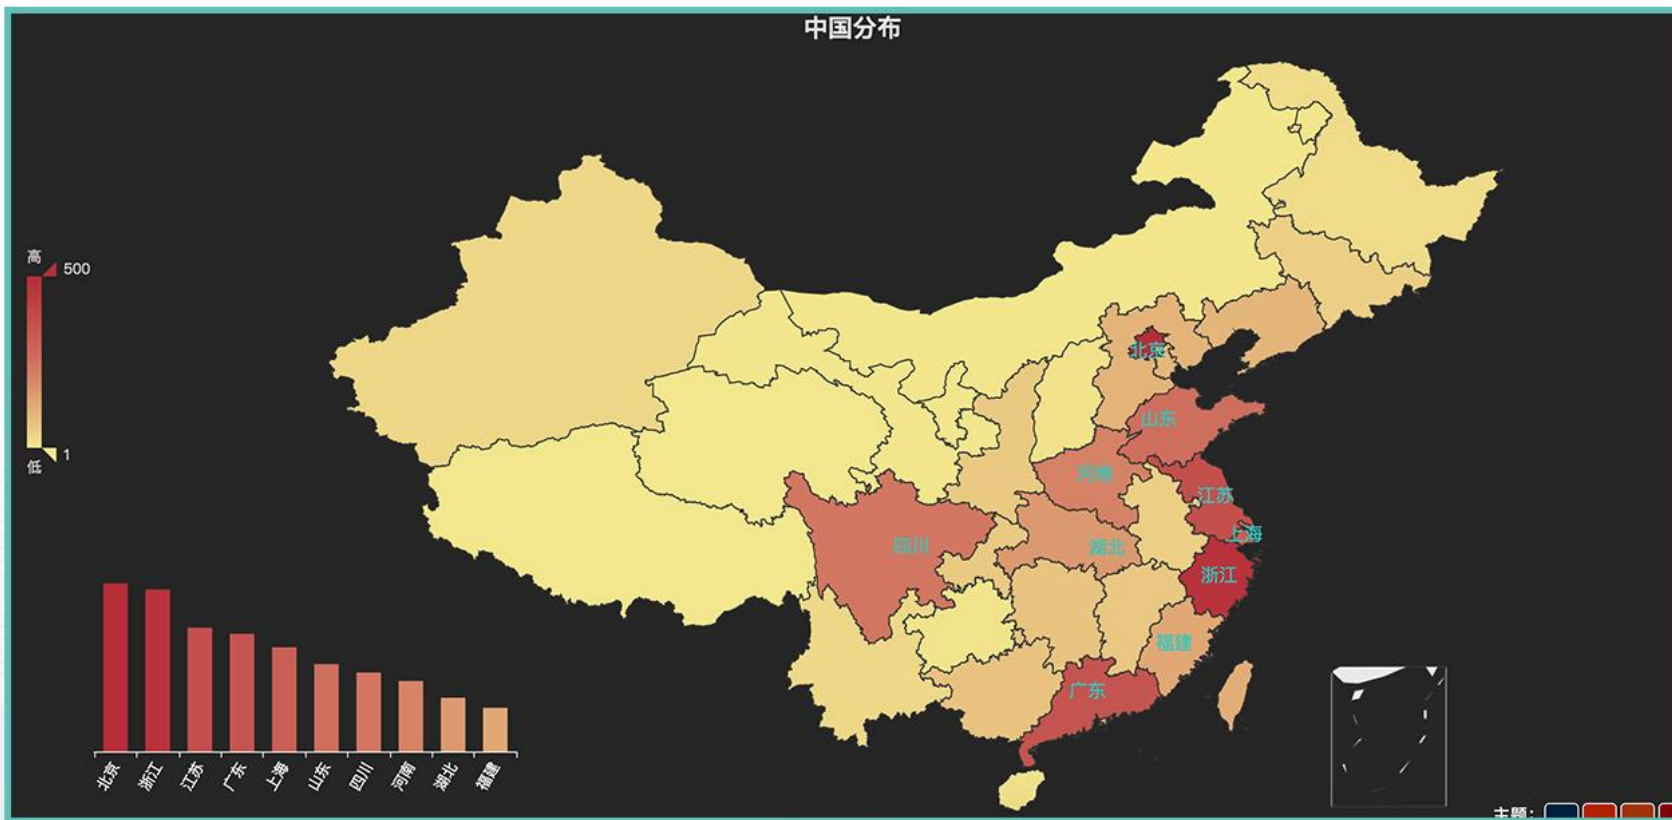 中国分布
高
500
1
低
北京
山东
河南
江苏
上海
四川
湖北
浙江
福建
广东
北京
浙江
江苏
广东
上海
山东
四川
河南
湖北
福建
主题：